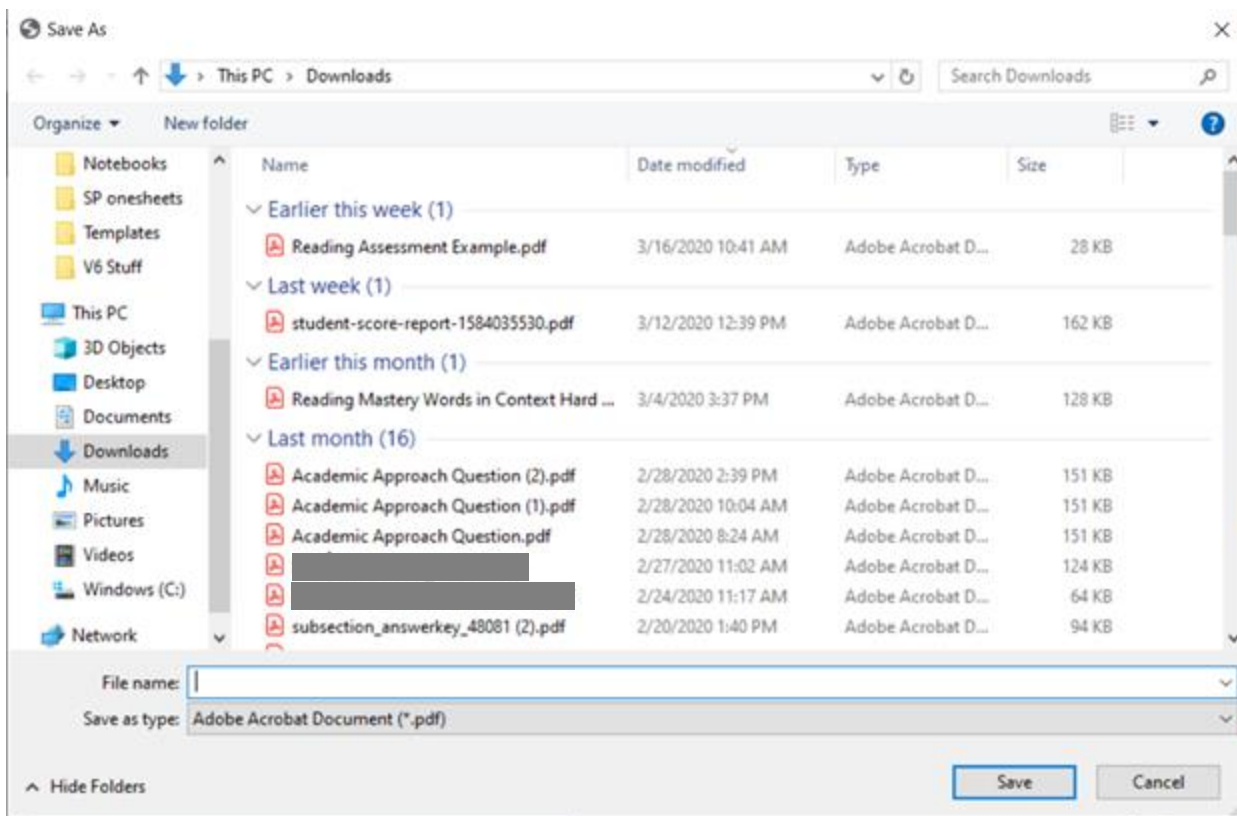 Save As
This PC > Downloads
Search Downloads
Organize
New folder
Notebooks
SP onesheets
Templates
V6 Stuff
This PC
3D Objects
Desktop
Documents
Downloads
Music
Pictures
Videos
Windows (C:)
Network
Name Date modified Type Size
Earlier this week (1)
Reading Assessment Example.pdf 3/16/2020 10:41 AM Adobe Acrobat D... 28 KB
Last week (1)
student-score-report-1584035530.pdf 3/12/2020 12:39 PM Adobe Acrobat D... 162 KB
Earlier this month (1)
Reading Mastery Words in Context Hard ... 3/4/2020 3:37 PM Adobe Acrobat D... 128 KB
Last month (16)
Academic Approach Question (2).pdf 2/28/2020 2:39 PM Adobe Acrobat D... 151 KB
Academic Approach Question (1).pdf 2/28/2020 10:04 AM Adobe Acrobat D... 151 KB
Academic Approach Question.pdf 2/28/2020 8:24 AM Adobe Acrobat D... 151 KB
2/27/2020 11:02 AM Adobe Acrobat D... 124 KB
2/24/2020 11:17 AM Adobe Acrobat D... 64 KB
subsection_answerkey_48081 (2).pdf 2/20/2020 1:40 PM Adobe Acrobat D... 94 KB
File name:
Save as type: Adobe Acrobat Document (*.pdf)
Hide Folders
Save
Cancel